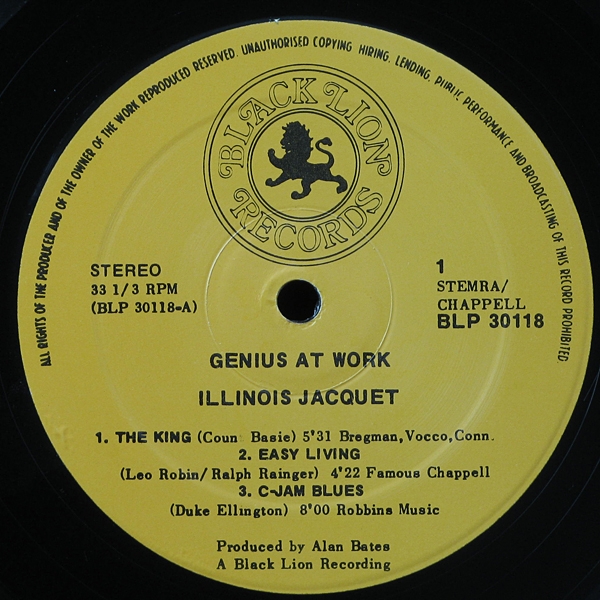 ALL RIGHTS OF THE PRODUCER AND OF THE OWNER OF THE WORK REPRODUCED RESERVED. UNAUTHORISED COPYING, HIRING, LENDING, PUBLIC PERFORMANCE AND BROADCASTING OF THIS RECORD PROHIBITED
BLACK LION
RECORDS
STEREO
33 1/3 RPM
(BLP 30118-A)
1
STEMRA/
CHAPPELL
BLP 30118
GENIUS AT WORK
ILLINOIS JACQUET
1. THE KING (Coun Basie) 5'31 Bregman,Vocco,Conn.
2. EASY LIVING
(Leo Robin/Ralph Rainger) 4'22 Famous Chappell
3. C-JAM BLUES
(Duke Ellington) 8'00 Robbins Music
Produced by Alan Bates
A Black Lion Recording